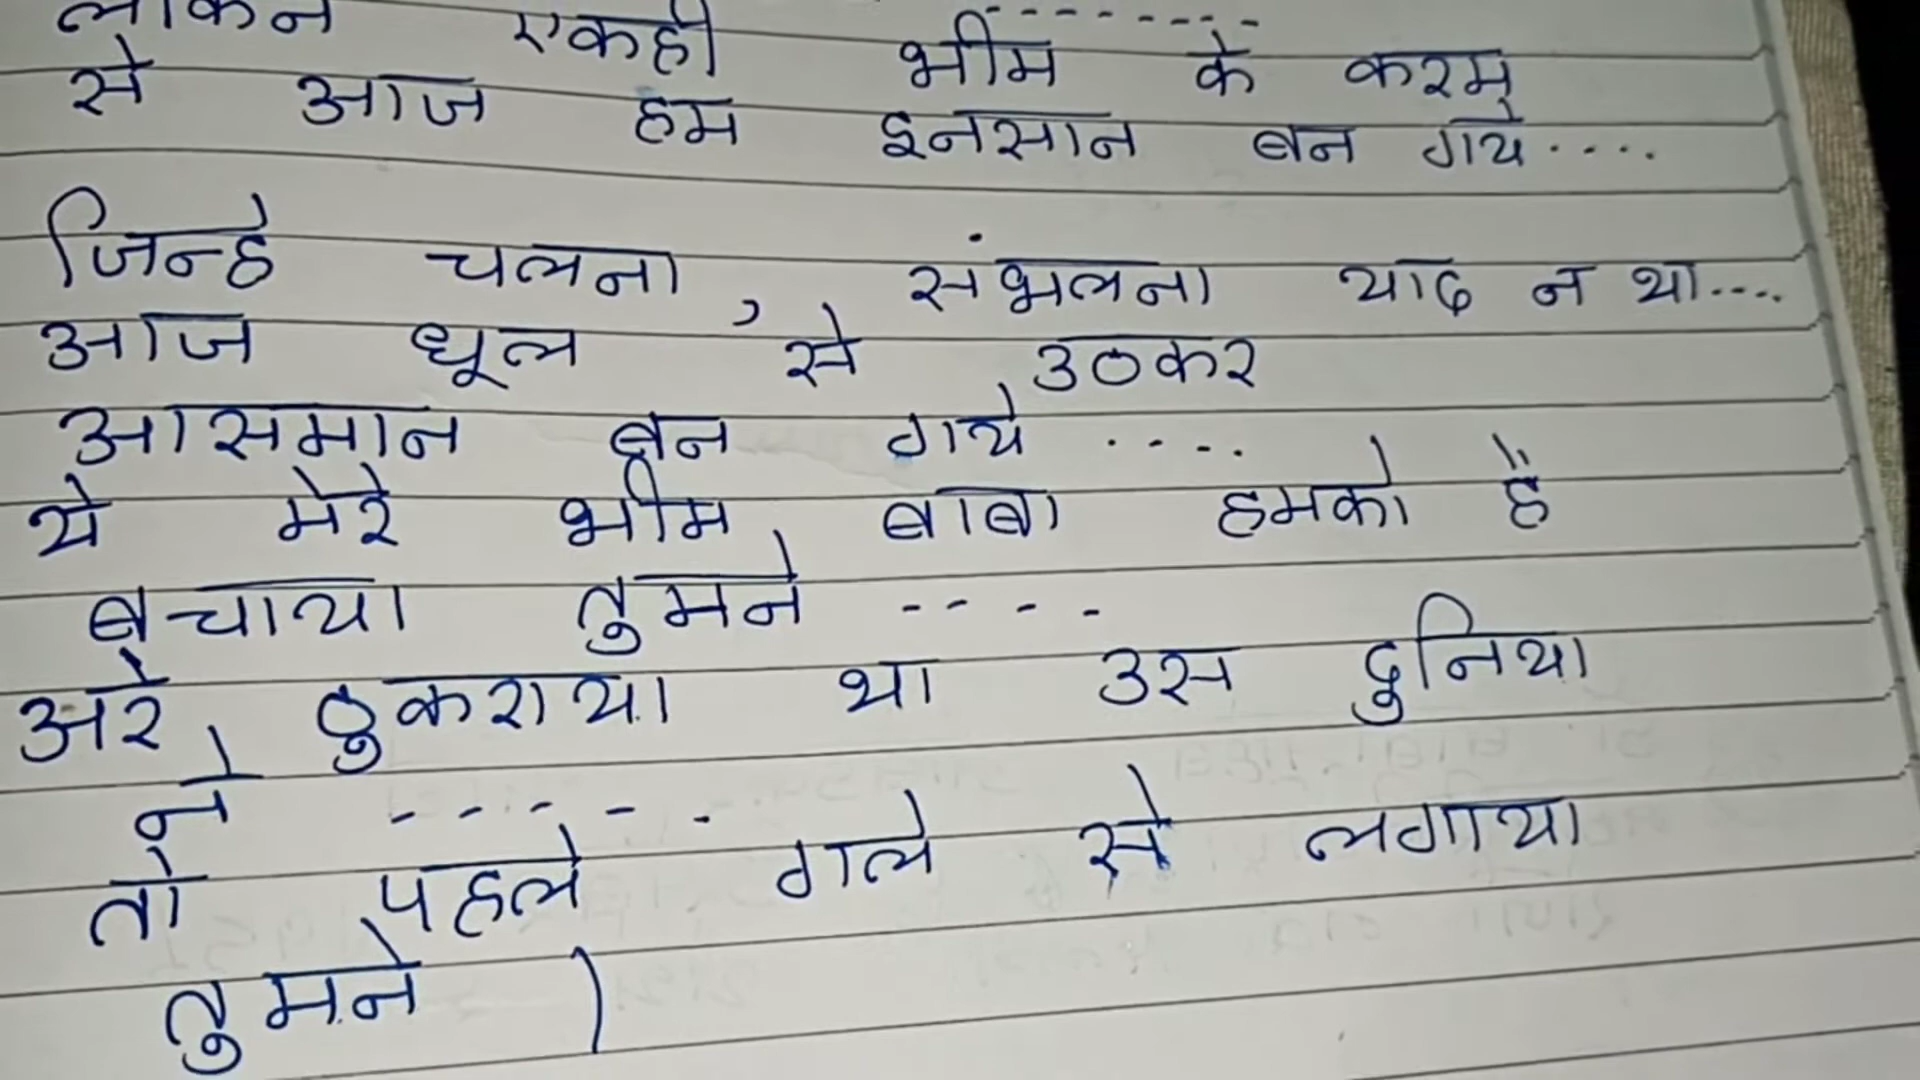 लेकिन एकही भीम के करम
से आज हम इनसान बन गये....
जिन्हे चलना, संभलना याद न था....
आज धूल से उठकर
आसमान बन गये ....
ये मेरे भीम बाबा हमको है
बचाया तुमने ----
अरे ठुकराया था उस दुनिया
ने -----
तो पहले गले से लगाया
तुमने |